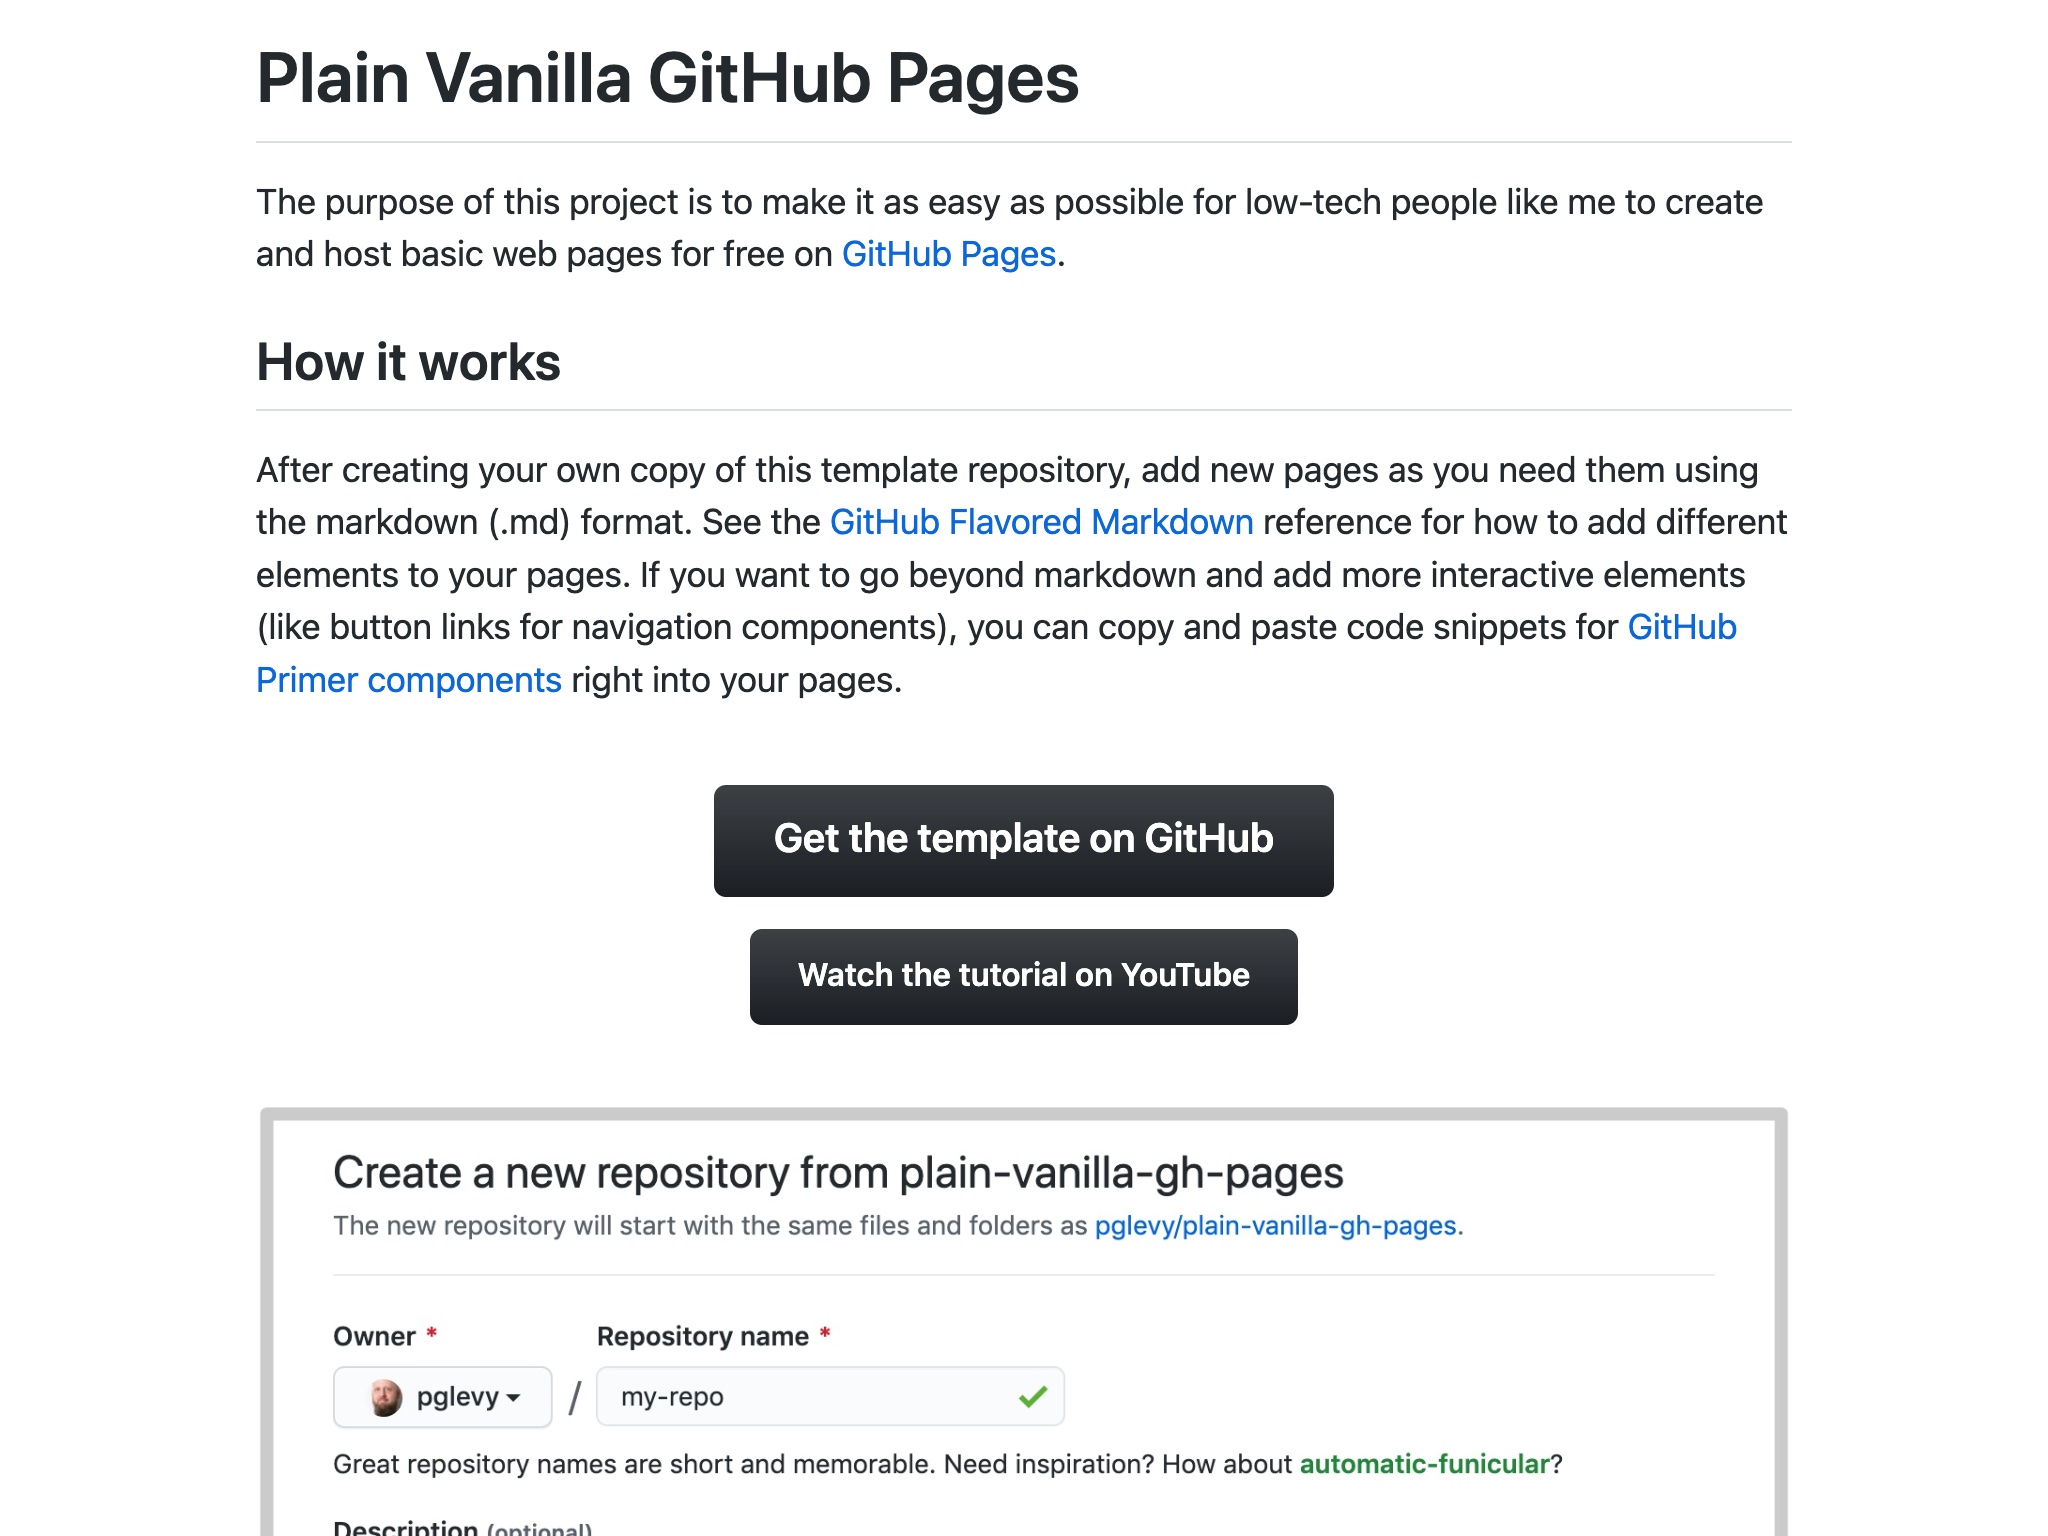 Plain Vanilla GitHub Pages
The purpose of this project is to make it as easy as possible for low-tech people like me to create
and host basic web pages for free on GitHub Pages.
How it works
After creating your own copy of this template repository, add new pages as you need them using
the markdown (.md) format. See the GitHub Flavored Markdown reference for how to add different
elements to your pages. If you want to go beyond markdown and add more interactive elements
(like button links for navigation components), you can copy and paste code snippets for GitHub
Primer components right into your pages.
Get the template on GitHub
Watch the tutorial on YouTube
Create a new repository from plain-vanilla-gh-pages
The new repository will start with the same files and folders as pglevy/plain-vanilla-gh-pages.
Owner * Repository name *
pglevy / my-repo
Great repository names are short and memorable. Need inspiration? How about automatic-funicular?
Description (optional)